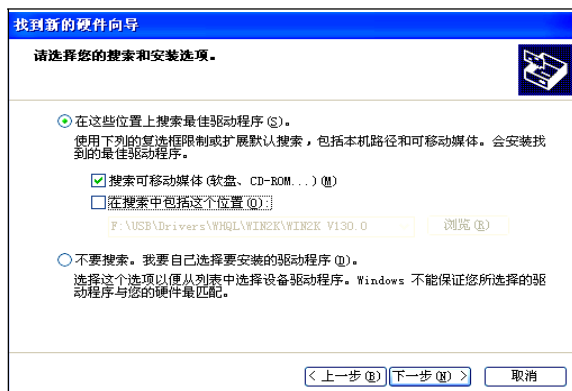 找到新的硬件向导
请选择您的搜索和安装选项。
在这些位置上搜索最佳驱动程序(S)。
使用下列的复选框限制或扩展默认搜索，包括本机路径和可移动媒体。会安装找
到的最佳驱动程序。
搜索可移动媒体(软盘、CD-ROM...)(M)
在搜索中包括这个位置(O):
F:\USB\Drivers\WHQL\WIN2K\WIN2K V130.0
浏览(R)
不要搜索。我要自己选择要安装的驱动程序(D)。
选择这个选项以便从列表中选择设备驱动程序。Windows 不能保证您所选择的驱
动程序与您的硬件最匹配。
< 上一步(B) 下一步(N) > 取消